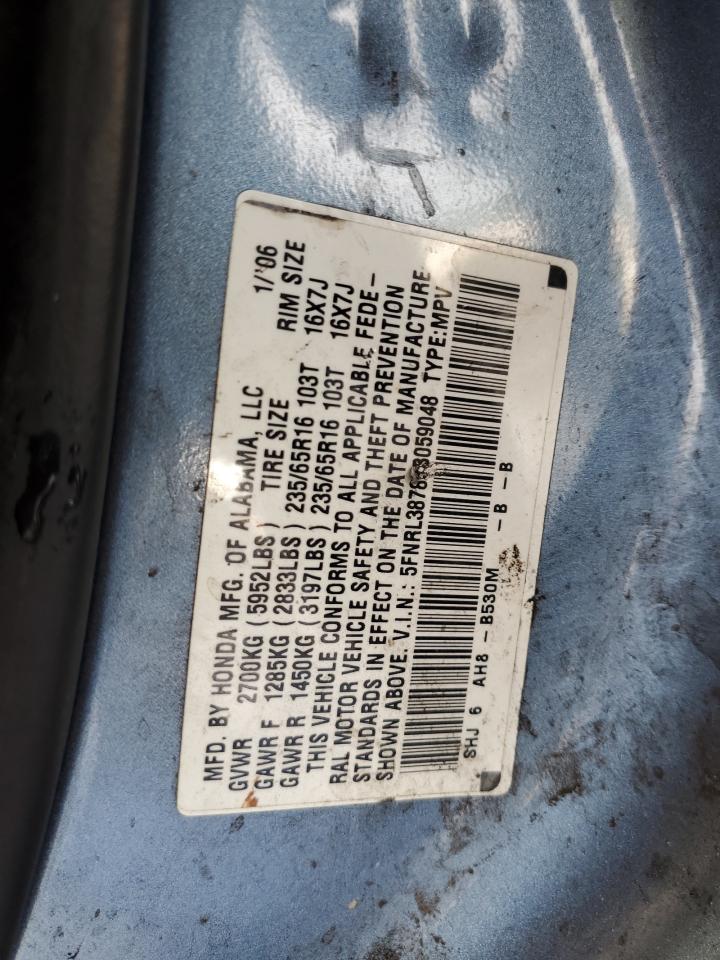 MFD. BY HONDA MFG. OF ALABAMA, LLC 1/'06
GVWR 2700KG (5952LBS) TIRE SIZE RIM SIZE
GAWR F 1285KG (2833LBS) 235/65R16 103T 16X7J
GAWR R 1450KG (3197LBS) 235/65R16 103T 16X7J
THIS VEHICLE CONFORMS TO ALL APPLICABLE FEDE-
RAL MOTOR VEHICLE SAFETY AND THEFT PREVENTION
STANDARDS IN EFFECT ON THE DATE OF MANUFACTURE
SHOWN ABOVE. V.I.N.: 5FNRL38786B059048 TYPE:MPV
SHJ 6 AH8 - B530M - B - B